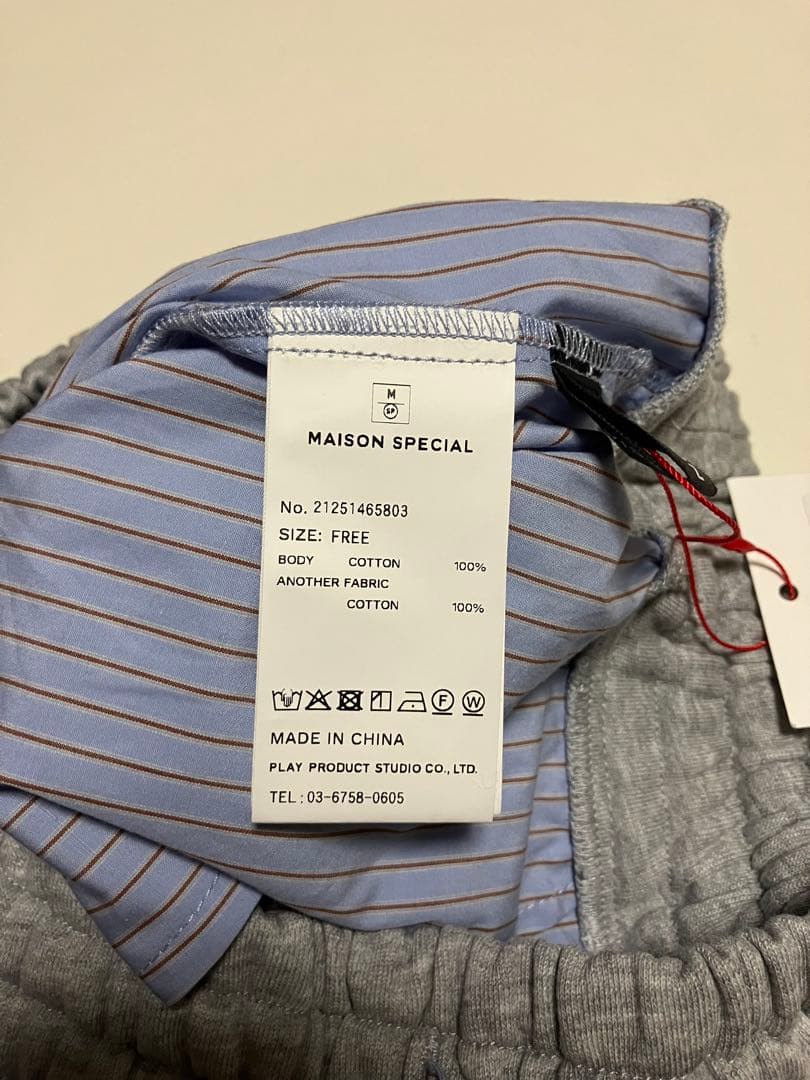 M
SP
MAISON SPECIAL
No. 21251465803
SIZE: FREE
BODY COTTON 100%
ANOTHER FABRIC
COTTON 100%
F W
MADE IN CHINA
PLAY PRODUCT STUDIO CO., LTD.
TEL:03-6758-0605